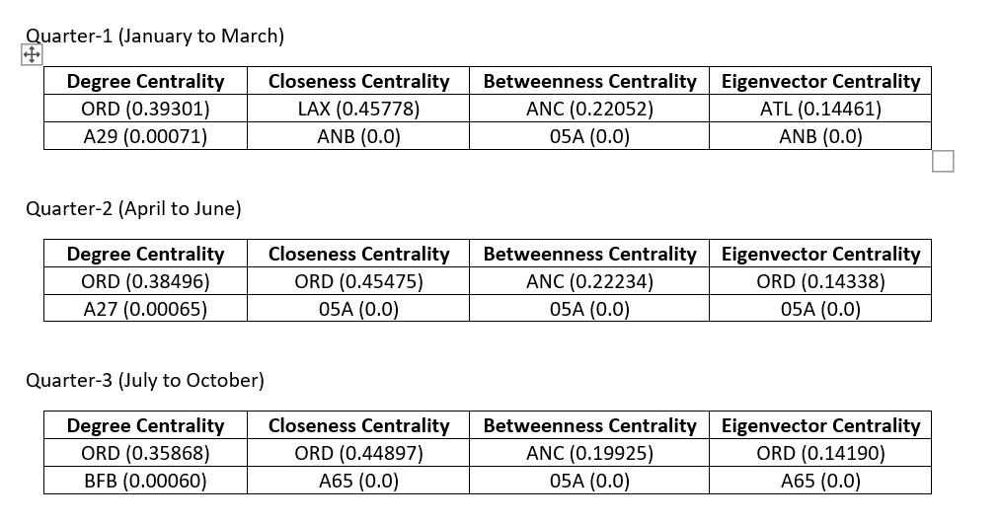 Quarter-1 (January to March)
Degree Centrality Closeness Centrality Betweenness Centrality Eigenvector Centrality
ORD (0.39301) LAX (0.45778) ANC (0.22052) ATL (0.14461)
A29 (0.00071) ANB (0.0) 05A (0.0) ANB (0.0)
Quarter-2 (April to June)
Degree Centrality Closeness Centrality Betweenness Centrality Eigenvector Centrality
ORD (0.38496) ORD (0.45475) ANC (0.22234) ORD (0.14338)
A27 (0.00065) 05A (0.0) 05A (0.0) 05A (0.0)
Quarter-3 (July to October)
Degree Centrality Closeness Centrality Betweenness Centrality Eigenvector Centrality
ORD (0.35868) ORD (0.44897) ANC (0.19925) ORD (0.14190)
BFB (0.00060) A65 (0.0) 05A (0.0) A65 (0.0)